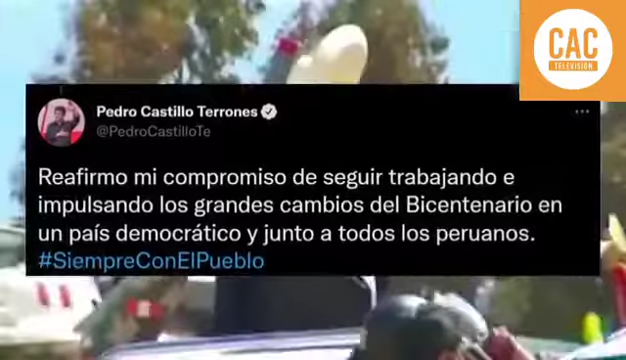 CAC
TELEVISIÓN
Pedro Castillo Terrones
@PedroCastilloTe
Reafirmo mi compromiso de seguir trabajando e
impulsando los grandes cambios del Bicentenario en
un país democrático y junto a todos los peruanos.
#SiempreConElPueblo